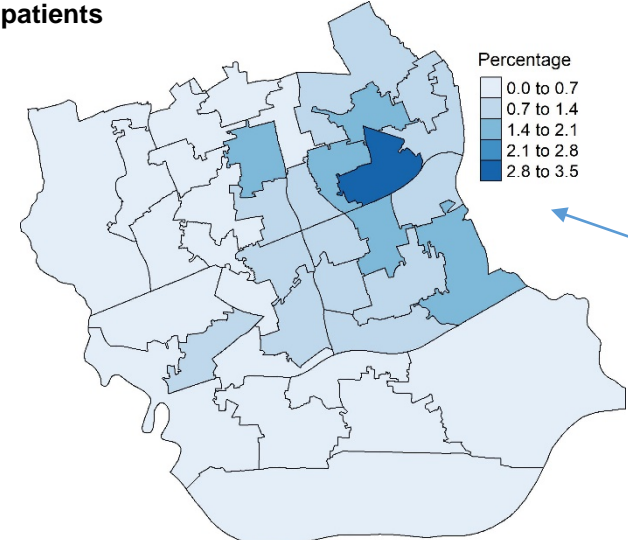 patients
Percentage
0.0 to 0.7
0.7 to 1.4
1.4 to 2.1
2.1 to 2.8
2.8 to 3.5